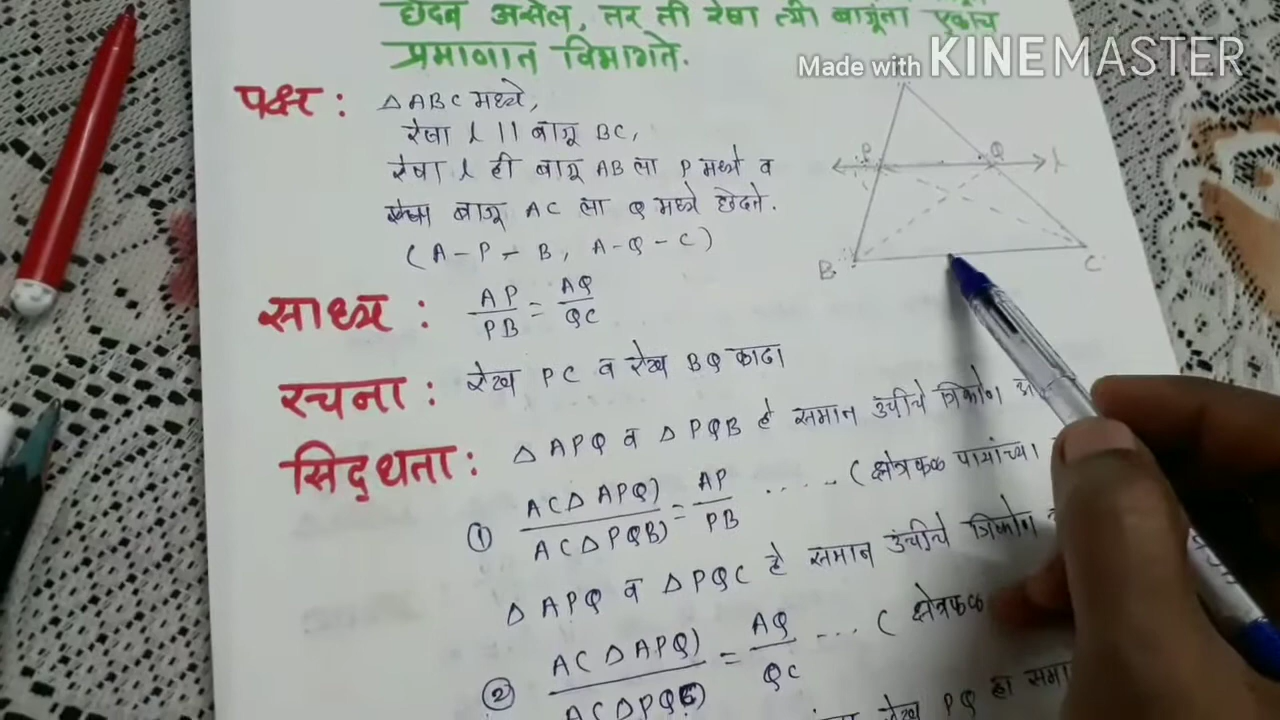 छेदत असेल, तर ती रेषा त्या बाजूंना एकाच
प्रमाणात विभागते.
Made with KINEMASTER
पक्ष : △ABC मध्ये,
रेषा l || बाजू BC,
रेषा l ही बाजू AB ला P मध्ये व
बाजू AC ला Q मध्ये छेदते.
(A-P-B, A-Q-C)
P Q l
B C
साध्य : AP/PB = AQ/QC
रचना : रेख PC व रेख BQ काढा
सिद्धता : △APQ व △PQB हे समान उंचीचे त्रिकोण
① A(△APQ)/A(△PQB) = AP/PB ..... (क्षेत्रफळ पायांच्या
△APQ व △PQC हे समान उंचीचे त्रिकोण
② A(△APQ)/A(△PQC) = AQ/QC ... (क्षेत्रफळ
रेख PQ हा